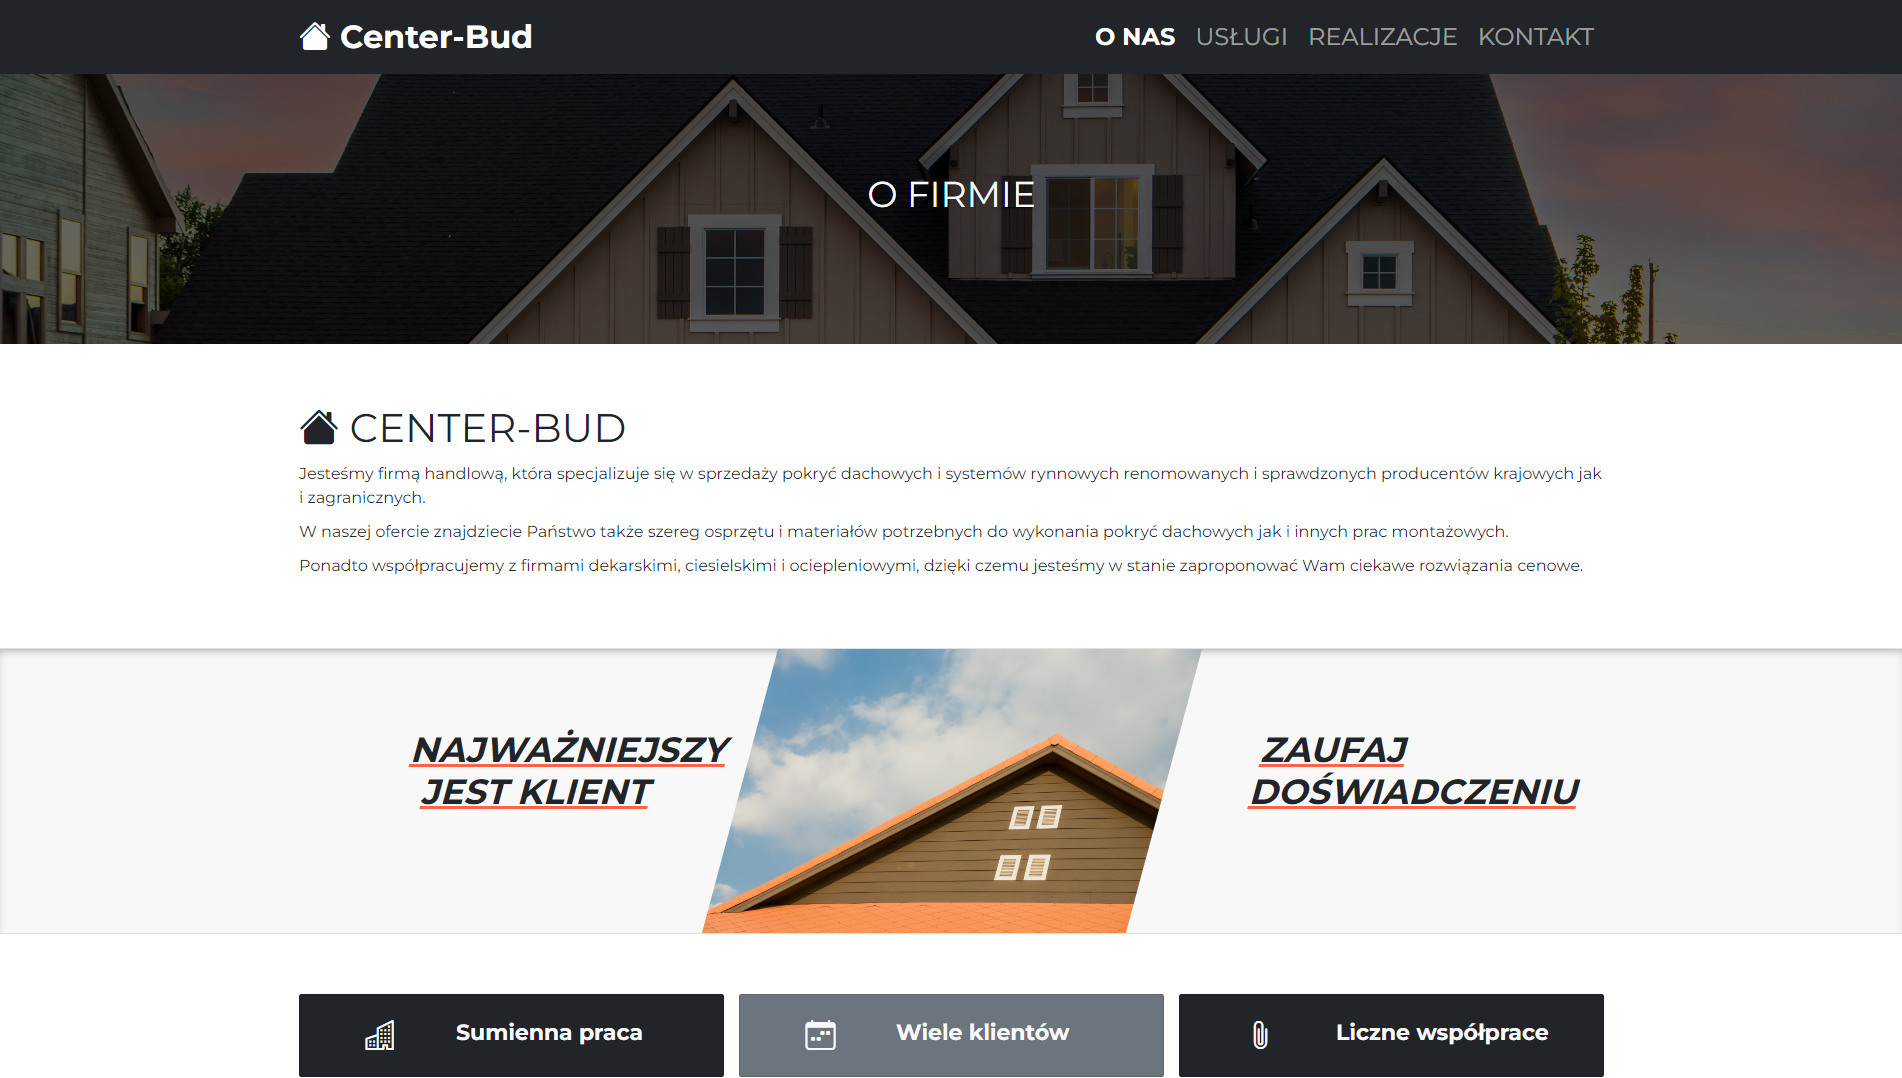 Center-Bud
O NAS USŁUGI REALIZACJE KONTAKT
O FIRMIE
CENTER-BUD
Jesteśmy firmą handlową, która specjalizuje się w sprzedaży pokryć dachowych i systemów rynnowych renomowanych i sprawdzonych producentów krajowych jak
i zagranicznych.
W naszej ofercie znajdziecie Państwo także szereg osprzętu i materiałów potrzebnych do wykonania pokryć dachowych jak i innych prac montażowych.
Ponadto współpracujemy z firmami dekarskimi, ciesielskimi i ociepleniowymi, dzięki czemu jesteśmy w stanie zaproponować Wam ciekawe rozwiązania cenowe.
NAJWAŻNIEJSZY
JEST KLIENT
ZAUFAJ
DOŚWIADCZENIU
Sumienna praca
Wiele klientów
Liczne współprace